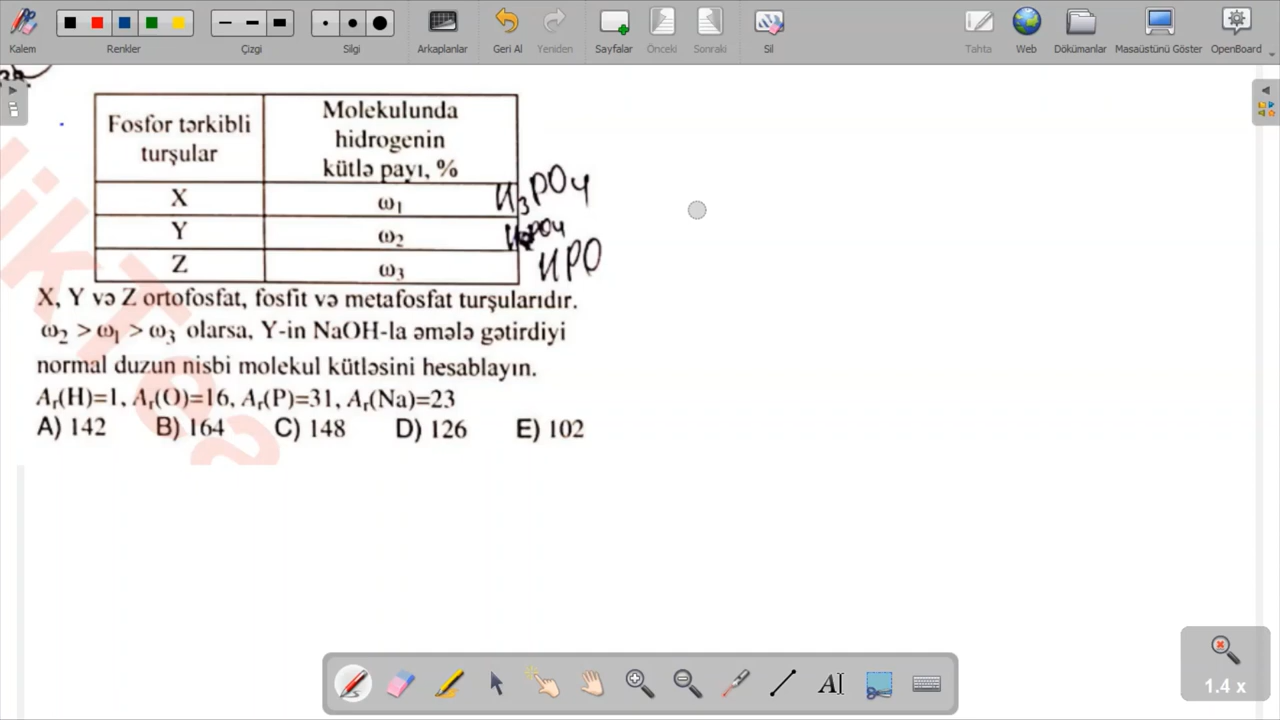 Kalem
Renkler
Çizgi
Silgi
Arkaplanlar
Geri Al
Yeniden
Sayfalar
Önceki
Sonraki
Sil
Tahta
Web
Dökümanlar
Masaüstünü Göster
OpenBoard
Fosfor tərkibli turşular
Molekulunda hidrogenin kütlə payı, %
X ω₁ H₃PO₄
Y ω₂ PO₄
Z ω₃ HPO
X, Y və Z ortofosfat, fosfit və metafosfat turşularıdır.
ω₂ > ω₁ > ω₃ olarsa, Y-in NaOH-la əmələ gətirdiyi
normal duzun nisbi molekul kütləsini hesablayın.
Aᵣ(H)=1, Aᵣ(O)=16, Aᵣ(P)=31, Aᵣ(Na)=23
A) 142 B) 164 C) 148 D) 126 E) 102
1.4 x